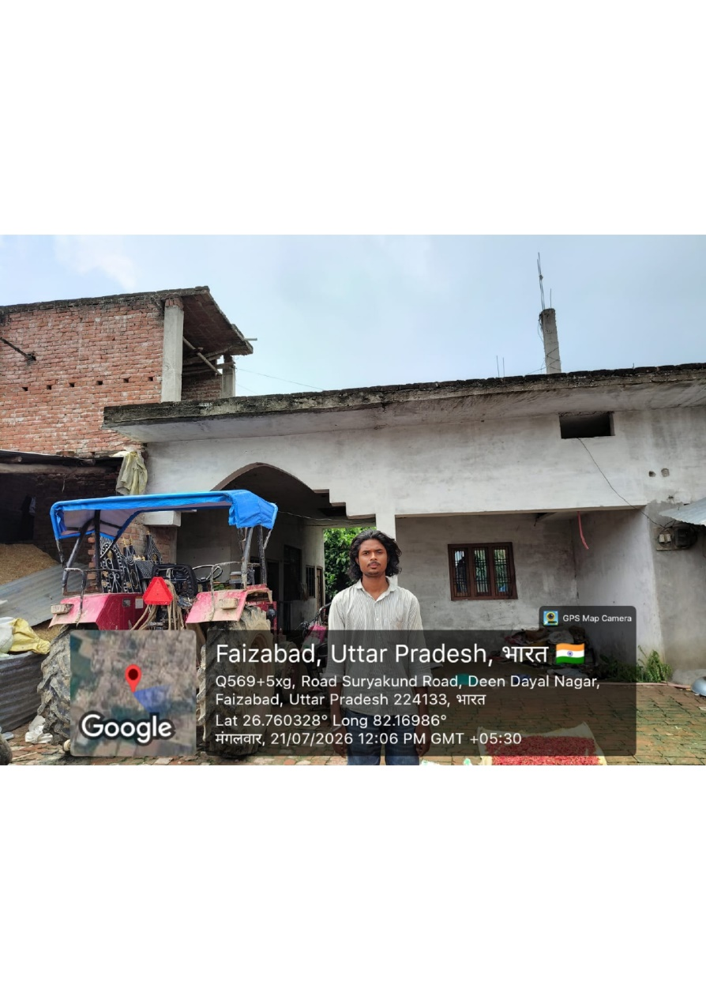 GPS Map Camera
Faizabad, Uttar Pradesh, भारत 🇮🇳
Q569+5xg, Road Suryakund Road, Deen Dayal Nagar,
Faizabad, Uttar Pradesh 224133, भारत
Lat 26.760328° Long 82.16986°
मंगलवार, 21/07/2026 12:06 PM GMT +05:30
Google